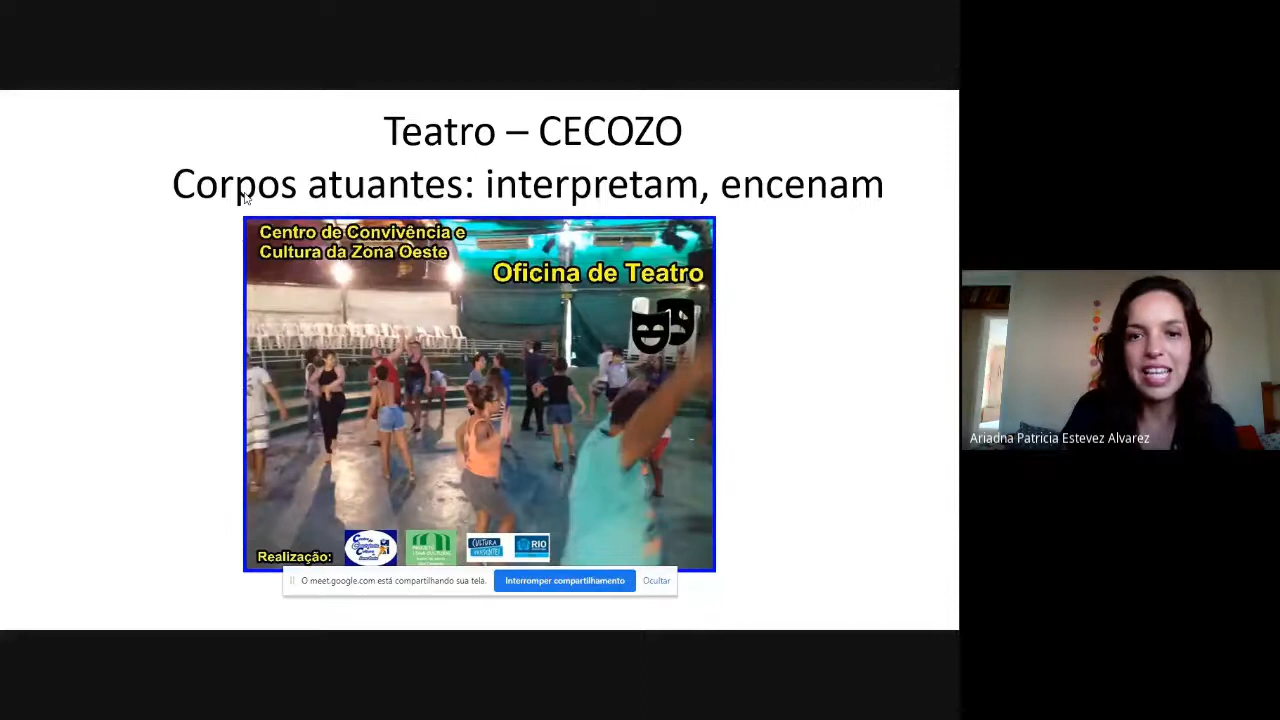 Teatro – CECOZO
Corpos atuantes: interpretam, encenam
Centro de Convivência e
Cultura da Zona Oeste
Oficina de Teatro
Realização:
CULTURA
RIO
O meet.google.com está compartilhando sua tela.
Interromper compartilhamento
Ocultar
Ariadna Patricia Estevez Alvarez